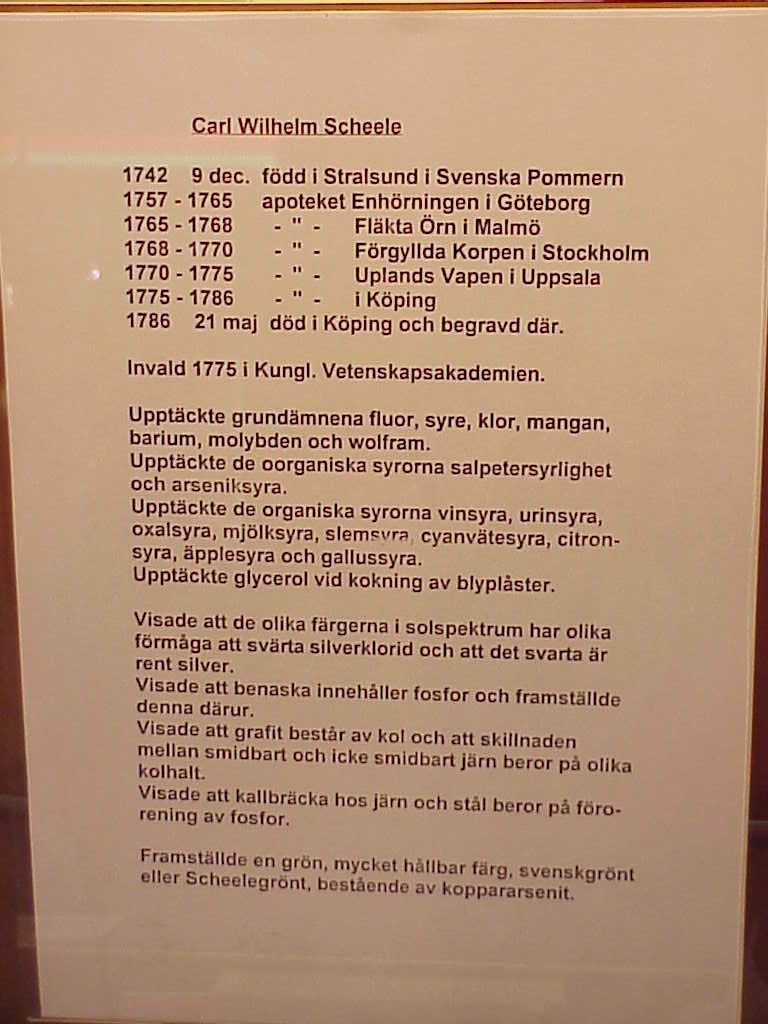 Carl Wilhelm Scheele
1742 9 dec. född i Stralsund i Svenska Pommern
1757 - 1765 apoteket Enhörningen i Göteborg
1765 - 1768 - " - Fläkta Örn i Malmö
1768 - 1770 - " - Förgyllda Korpen i Stockholm
1770 - 1775 - " - Uplands Vapen i Uppsala
1775 - 1786 - " - i Köping
1786 21 maj död i Köping och begravd där.
Invald 1775 i Kungl. Vetenskapsakademien.
Upptäckte grundämnena fluor, syre, klor, mangan,
barium, molybden och wolfram.
Upptäckte de oorganiska syrorna salpetersyrlighet
och arseniksyra.
Upptäckte de organiska syrorna vinsyra, urinsyra,
oxalsyra, mjölksyra, slemsyra, cyanvätesyra, citron-
syra, äpplesyra och gallussyra.
Upptäckte glycerol vid kokning av blyplåster.
Visade att de olika färgerna i solspektrum har olika
förmåga att svärta silverklorid och att det svarta är
rent silver.
Visade att benaska innehåller fosfor och framställde
denna därur.
Visade att grafit består av kol och att skillnaden
mellan smidbart och icke smidbart järn beror på olika
kolhalt.
Visade att kallbräcka hos järn och stål beror på föro-
rening av fosfor.
Framställde en grön, mycket hållbar färg, svenskgrönt
eller Scheelegrönt, bestående av koppararsenit.